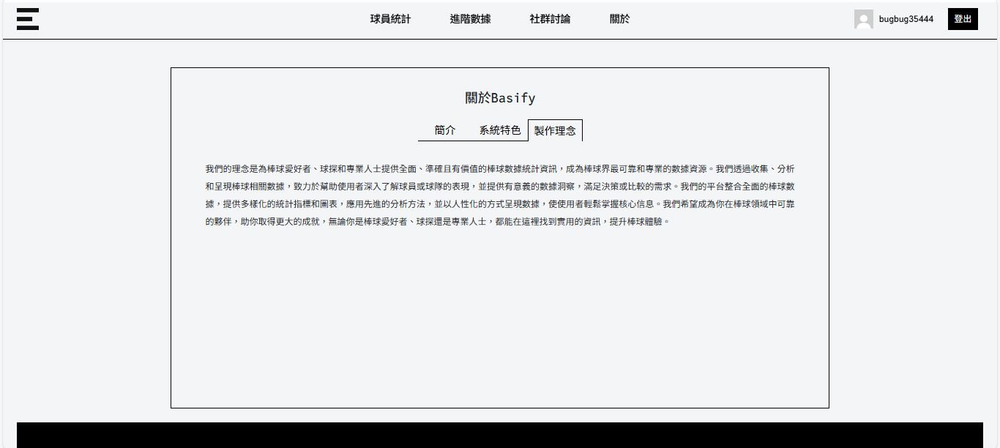 球員統計 進階數據 社群討論 關於 bugbug35444 登出
關於Basify
簡介 系統特色 製作理念
我們的理念是為棒球愛好者、球探和專業人士提供全面、準確且有價值的棒球數據統計資訊，成為棒球界最可靠和專業的數據資源。我們透過收集、分析
和呈現棒球相關數據，致力於幫助使用者深入了解球員或球隊的表現，並提供有意義的數據洞察，滿足決策或比較的需求。我們的平台整合全面的棒球數
據，提供多樣化的統計指標和圖表，應用先進的分析方法，並以人性化的方式呈現數據，使使用者輕鬆掌握核心信息。我們希望成為你在棒球領域中可靠
的夥伴，助你取得更大的成就，無論你是棒球愛好者、球探還是專業人士，都能在這裡找到實用的資訊，提升棒球體驗。